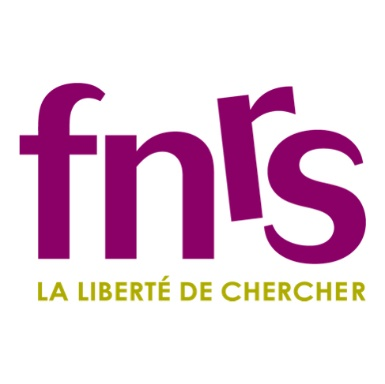 fnrs
LA LIBERTÉ DE CHERCHER